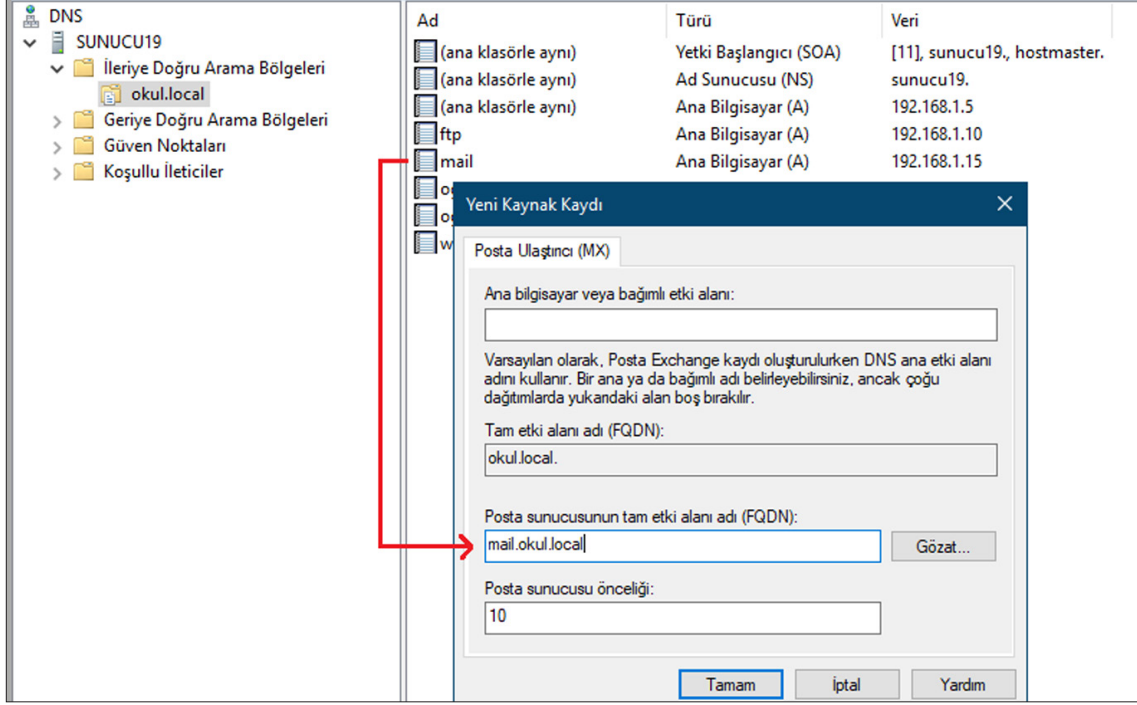 DNS
SUNUCU19
İleriye Doğru Arama Bölgeleri
okul.local
Geriye Doğru Arama Bölgeleri
Güven Noktaları
Koşullu İleticiler
Ad Türü Veri
(ana klasörle aynı) Yetki Başlangıcı (SOA) [11], sunucu19., hostmaster.
(ana klasörle aynı) Ad Sunucusu (NS) sunucu19.
(ana klasörle aynı) Ana Bilgisayar (A) 192.168.1.5
ftp Ana Bilgisayar (A) 192.168.1.10
mail Ana Bilgisayar (A) 192.168.1.15
Yeni Kaynak Kaydı
Posta Ulaştırıcı (MX)
Ana bilgisayar veya bağımlı etki alanı:
Varsayılan olarak, Posta Exchange kaydı oluşturulurken DNS ana etki alanı
adını kullanır. Bir ana ya da bağımlı adı belirleyebilirsiniz, ancak çoğu
dağıtımlarda yukarıdaki alan boş bırakılır.
Tam etki alanı adı (FQDN):
okul.local.
Posta sunucusunun tam etki alanı adı (FQDN):
mail.okul.local
Gözat...
Posta sunucusu önceliği:
10
Tamam İptal Yardım